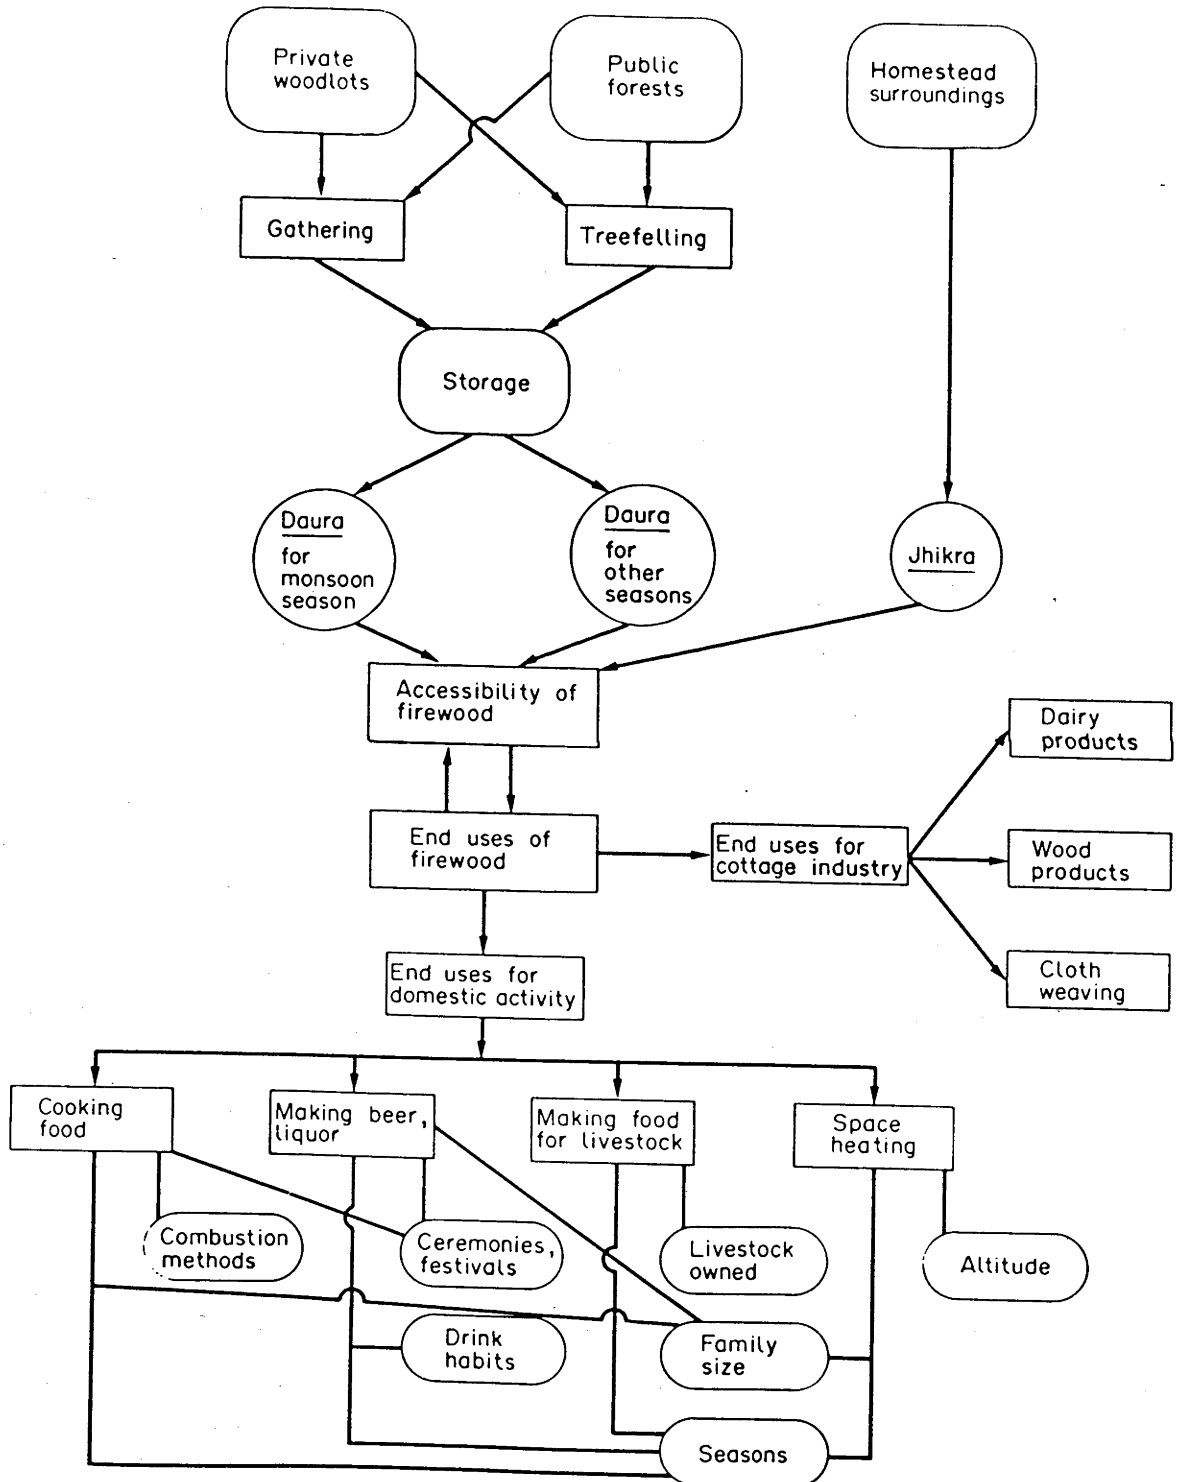 Private
woodlots
Public
forests
Homestead
surroundings
Gathering
Treefelling
Storage
Daura
for
monsoon
season
Daura
for
other
seasons
Jhikra
Accessibility of
firewood
Dairy
products
End uses of
firewood
End uses for
cottage industry
Wood
products
Cloth
weaving
End uses for
domestic activity
Cooking
food
Making beer,
liquor
Making food
for livestock
Space
heating
Combustion
methods
Ceremonies,
festivals
Livestock
owned
Altitude
Drink
habits
Family
size
Seasons